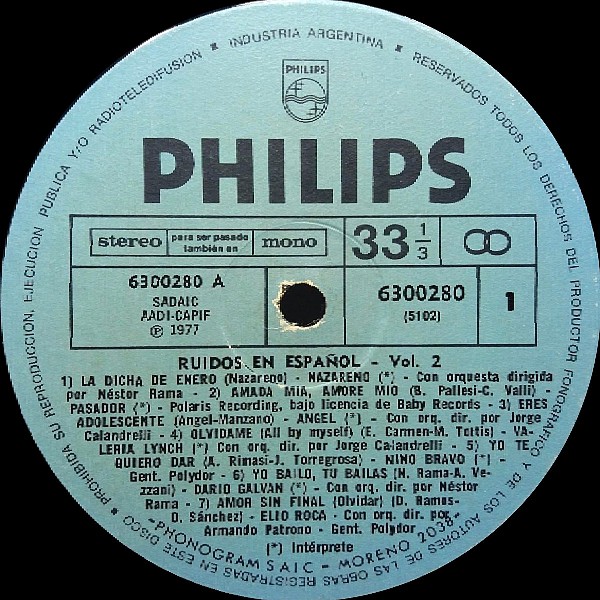 PROHIBIDA SU REPRODUCCION, EJECUCION PUBLICA Y/O RADIOTELEDIFUSION ■ INDUSTRIA ARGENTINA ■ RESERVADOS TODOS LOS DERECHOS DEL PRODUCTOR FONOGRAFICO Y DE LOS AUTORES DE LAS OBRAS REGISTRADAS EN ESTE DISCO ■
PHILIPS
PHILIPS
stereo
para ser pasado
también en
mono
33 1/3
6300280 A
SADAIC
AADI-CAPIF
Ⓟ 1977
6300280
(5102)
1
RUIDOS EN ESPAÑOL - Vol. 2
1) LA DICHA DE ENERO (Nazareno) - NAZARENO (*) - Con orquesta dirigida
por Néstor Rama - 2) AMADA MIA, AMORE MIO (B. Pallesi-C. Valli)-
PASADOR (*) - Polaris Recording, bajo licencia de Baby Records - 3) ERES
ADOLESCENTE (Angel-Manzano) - ANGEL (*) - Con orq. dir. por Jorge
Calandrelli - 4) OLVIDAME (All by myself) (E. Carmen-M. Tuttis) - VA-
LERIA LYNCH (*) Con orq. dir. por Jorge Calandrelli - 5) YO TE
QUIERO DAR (A. Rimasi-J. Torregrosa) - NINO BRAVO (*) -
Gent. Polydor - 6) YO BAILO, TU BAILAS (N. Rama-A. Ve-
zzani) - DARIO GALVAN (*) - Con orq. dir. por Néstor
Rama - 7) AMOR SIN FINAL (Olvidar) (D. Ramos-
O. Sánchez) - ELIO ROCA - Con orq. dir. por
Armando Patrono - Gent. Polydor
(*) Intérprete
-PHONOGRAM SAIC - MORENO 2038-